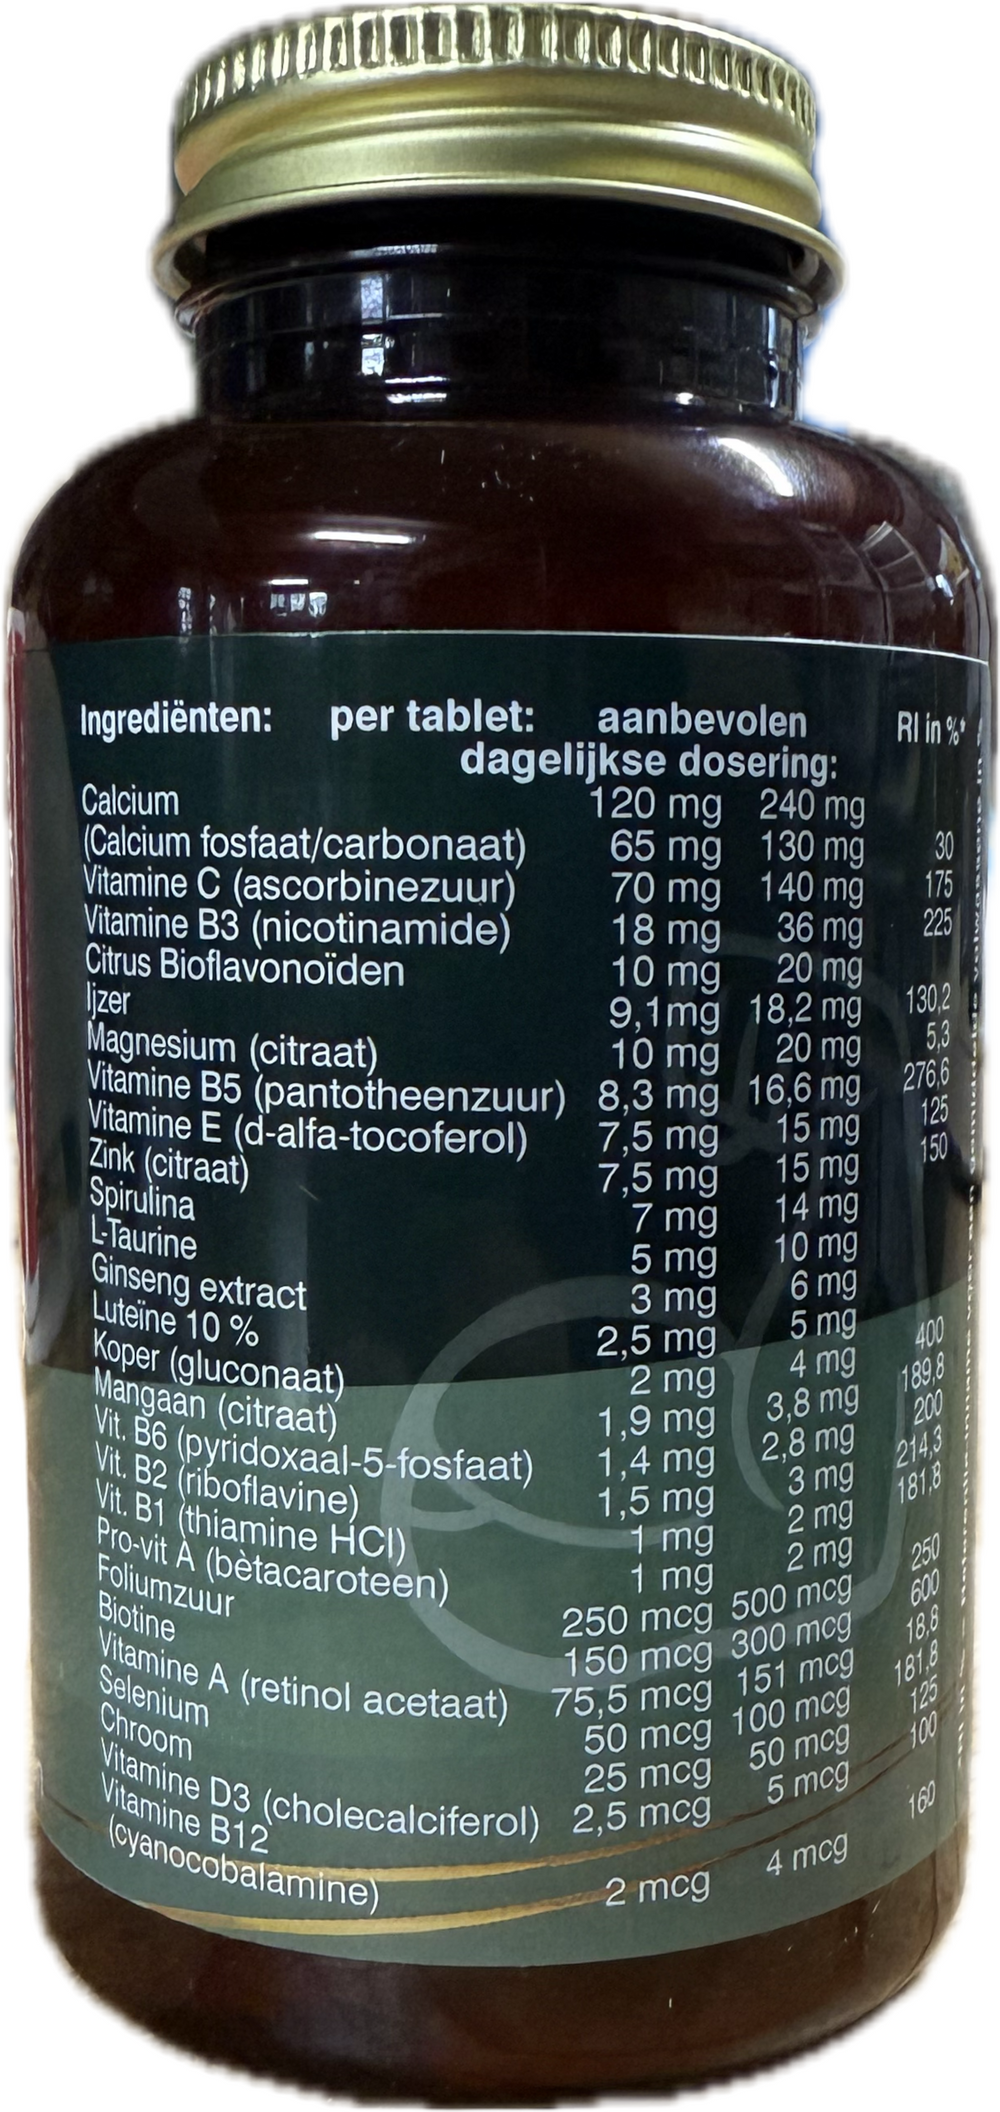 Ingrediënten: per tablet: aanbevolen RI in %*
dagelijkse dosering:
Calcium 120 mg 240 mg
(Calcium fosfaat/carbonaat) 65 mg 130 mg 30
Vitamine C (ascorbinezuur) 70 mg 140 mg 175
Vitamine B3 (nicotinamide) 18 mg 36 mg 225
Citrus Bioflavonoïden 10 mg 20 mg
Ijzer 9,1mg 18,2 mg 130,2
Magnesium (citraat) 10 mg 20 mg 5,3
Vitamine B5 (pantotheenzuur) 8,3 mg 16,6 mg 276,6
Vitamine E (d-alfa-tocoferol) 7,5 mg 15 mg 125
Zink (citraat) 7,5 mg 15 mg 150
Spirulina 7 mg 14 mg
L-Taurine 5 mg 10 mg
Ginseng extract 3 mg 6 mg
Luteïne 10 % 2,5 mg 5 mg
Koper (gluconaat) 2 mg 4 mg 400
Mangaan (citraat) 1,9 mg 3,8 mg 189,8
Vit. B6 (pyridoxaal-5-fosfaat) 1,4 mg 2,8 mg 200
Vit. B2 (riboflavine) 1,5 mg 3 mg 214,3
Vit. B1 (thiamine HCl) 1 mg 2 mg 181,8
Pro-vit A (bètacaroteen) 1 mg 2 mg
Foliumzuur 250 mcg 500 mcg 250
Biotine 150 mcg 300 mcg 600
Vitamine A (retinol acetaat) 75,5 mcg 151 mcg 18,8
Selenium 50 mcg 100 mcg 181,8
Chroom 25 mcg 50 mcg 125
Vitamine D3 (cholecalciferol) 2,5 mcg 5 mcg 100
Vitamine B12
(cyanocobalamine) 2 mcg 4 mcg 160